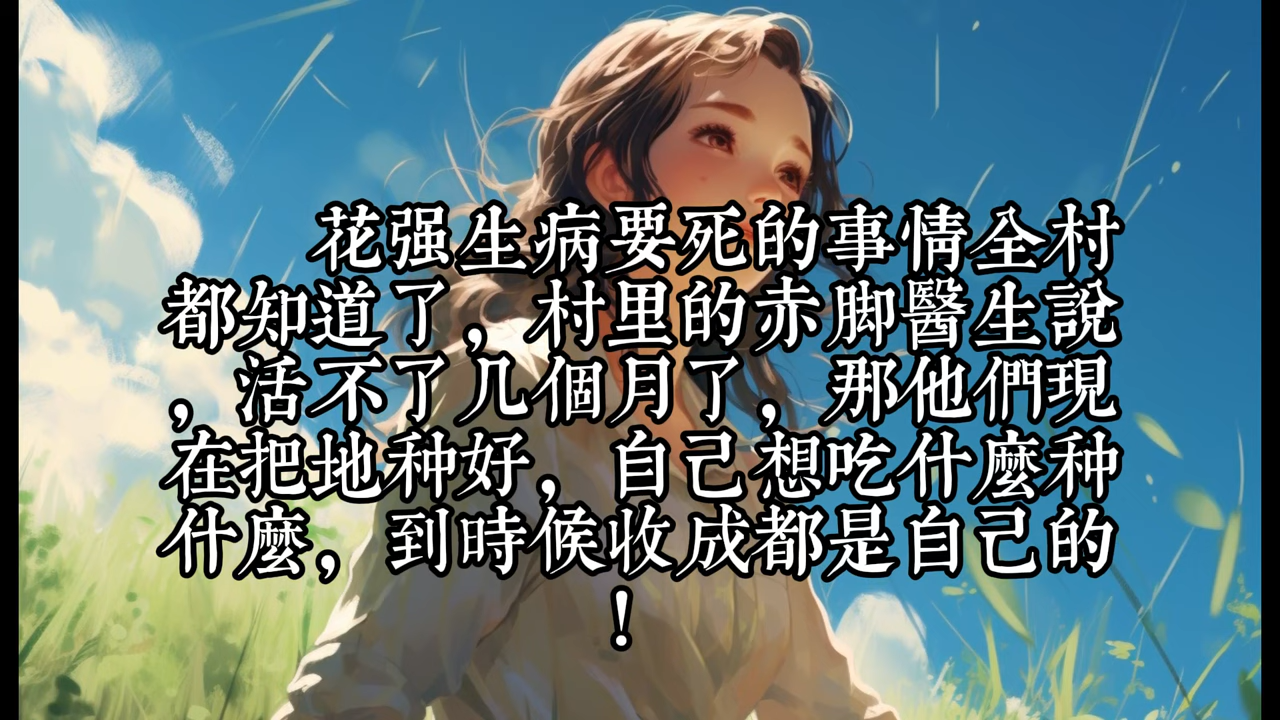 花强生病要死的事情全村
都知道了，村里的赤脚醫生說
，活不了几個月了，那他們現
在把地种好，自己想吃什麼种
什麼，到時候收成都是自己的
！